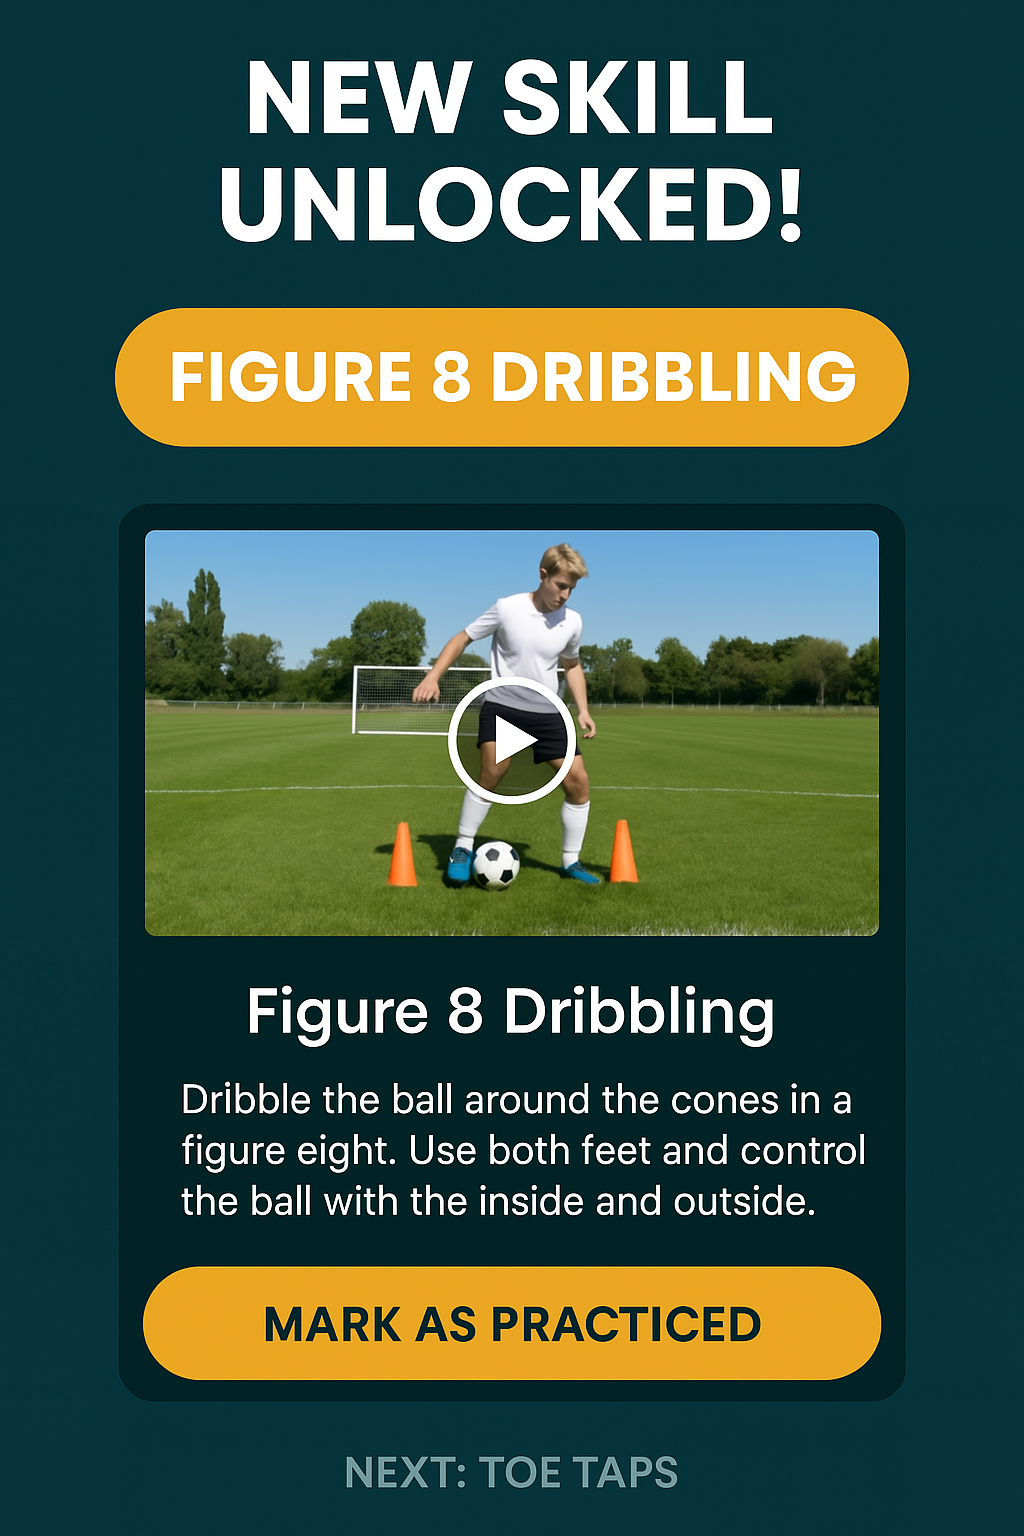 NEW SKILL
UNLOCKED!
FIGURE 8 DRIBBLING
Figure 8 Dribbling
Dribble the ball around the cones in a
figure eight. Use both feet and control
the ball with the inside and outside.
MARK AS PRACTICED
NEXT: TOE TAPS